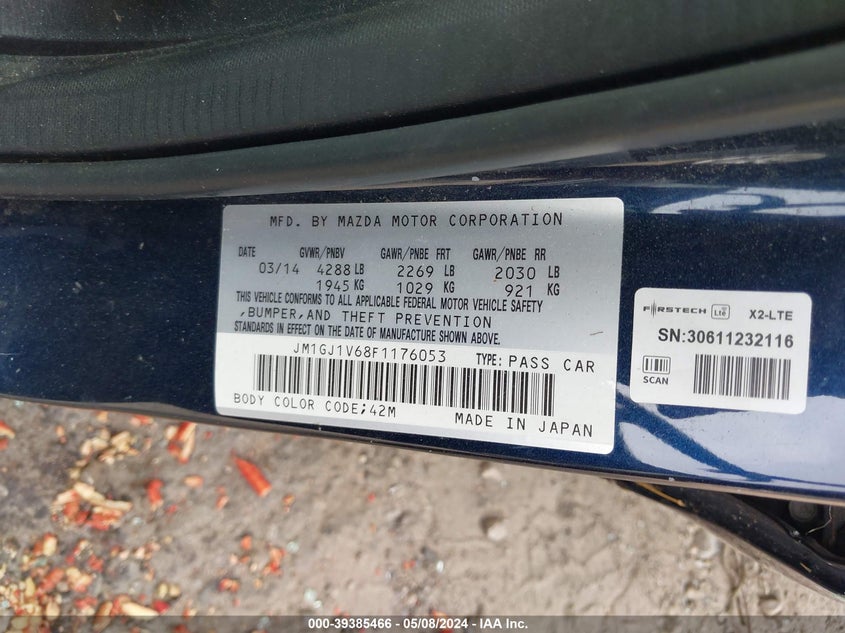 MFD. BY MAZDA MOTOR CORPORATION
DATE GVWR/PNBV GAWR/PNBE FRT GAWR/PNBE RR
03/14 4288 LB 2269 LB 2030 LB
1945 KG 1029 KG 921 KG
THIS VEHICLE CONFORMS TO ALL APPLICABLE FEDERAL MOTOR VEHICLE SAFETY
,BUMPER,AND THEFT PREVENTION
STANDARDS IN EFFECT ON THE DATE OF MANUFACTURE SHOWN ABOVE.
JM1GJ1V68F1176053 TYPE: PASS CAR
BODY COLOR CODE;42M
MADE IN JAPAN
FIRSTECH Lte X2-LTE
SN:30611232116
SCAN
000-39385466 - 05/08/2024 - IAA Inc.